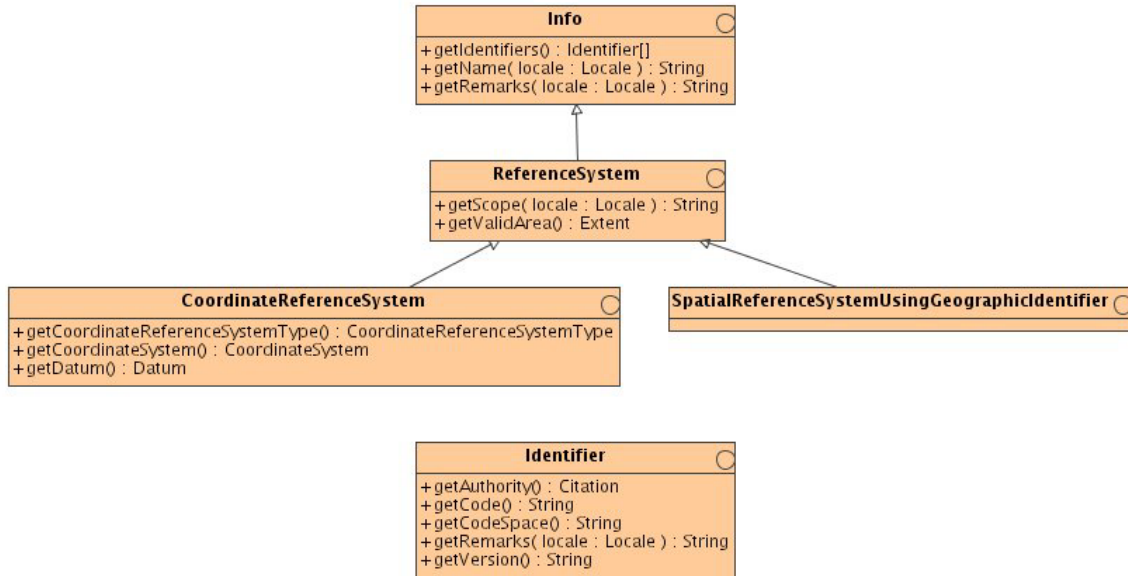 Info
+getIdentifiers() : Identifier[]
+getName( locale : Locale ) : String
+getRemarks( locale : Locale ) : String
ReferenceSystem
+getScope( locale : Locale ) : String
+getValidArea() : Extent
CoordinateReferenceSystem
+getCoordinateReferenceSystemType() : CoordinateReferenceSystemType
+getCoordinateSystem() : CoordinateSystem
+getDatum() : Datum
SpatialReferenceSystemUsingGeographicIdentifier
Identifier
+getAuthority() : Citation
+getCode() : String
+getCodeSpace() : String
+getRemarks( locale : Locale ) : String
+getVersion() : String